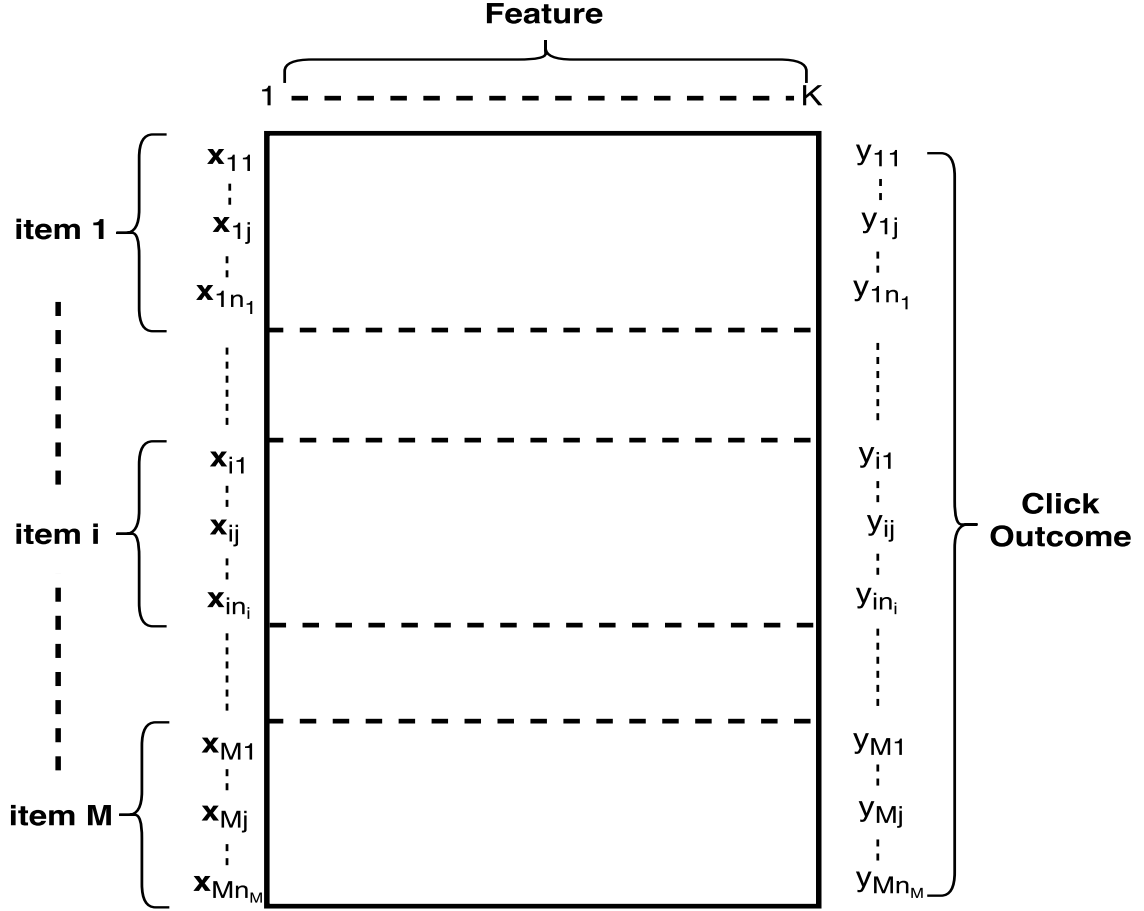 Feature
1 K
x11 y11
x1j y1j
item 1
x1n1 y1n1
xi1 yi1
Click
item i xij yij
Outcome
xini yini
xM1 yM1
item M xMj yMj
xMnM yMnM